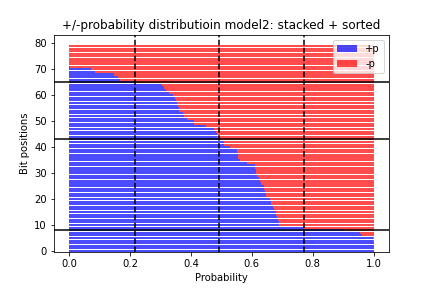 +/-probability distributioin model2: stacked + sorted
+p
-p
80
70
60
50
40
30
20
10
0
Bit positions
0.0 0.2 0.4 0.6 0.8 1.0
Probability